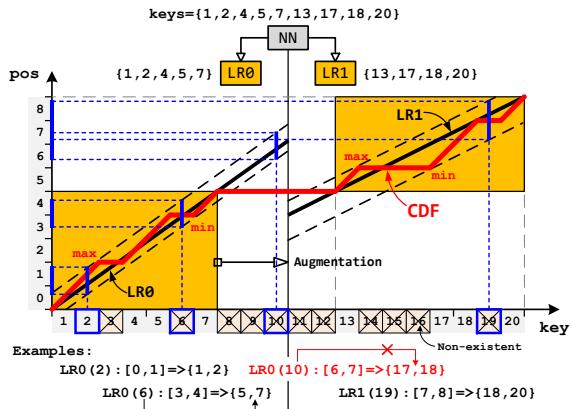 keys={1,2,4,5,7,13,17,18,20}
NN
pos
{1,2,4,5,7} LR0 LR1 {13,17,18,20}
8
7
6
5
4
3
2
1
0
LR1
max
min
CDF
min
max
Augmentation
LR0
1 2 3 4 5 6 7 8 9 10 11 12 13 14 15 16 17 18 19 20
key
Non-existent
Examples:
LR0(2):[0,1]=>{1,2} LR0(10):[6,7]=>{17,18}
LR0(6):[3,4]=>{5,7} LR1(19):[7,8]=>{18,20}